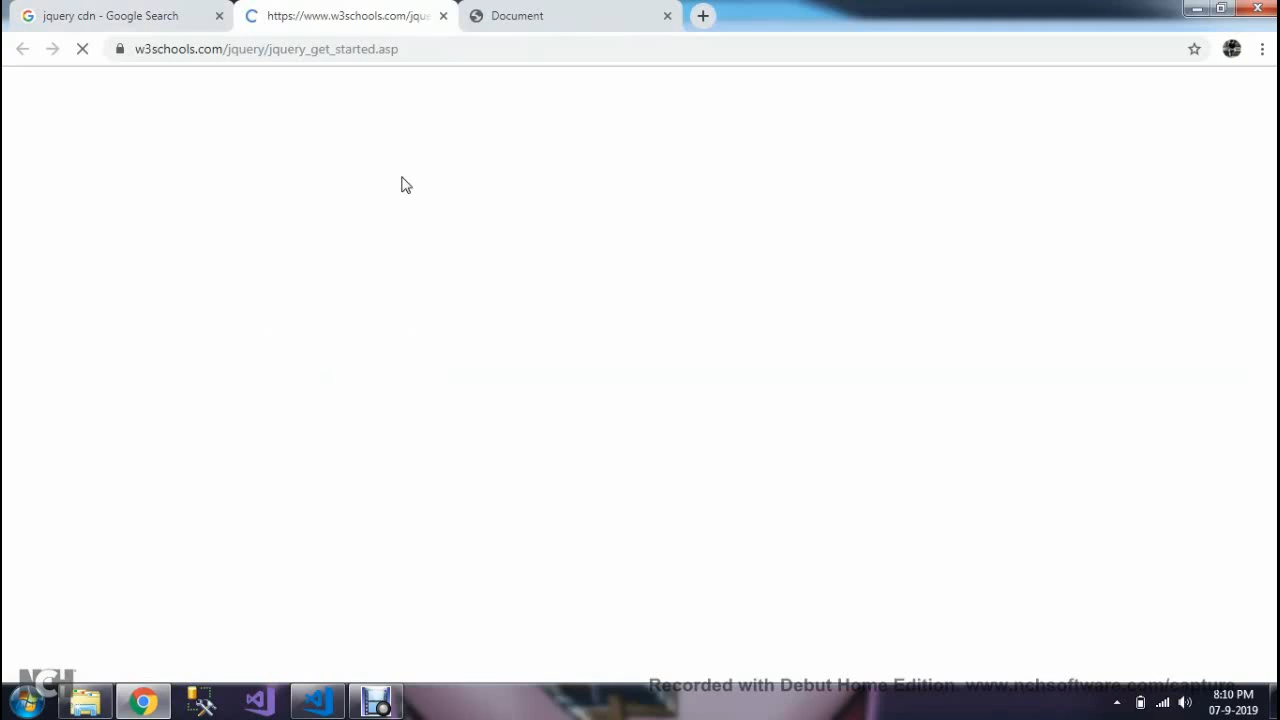 jquery cdn - Google Search
https://www.w3schools.com/jque
Document
w3schools.com/jquery/jquery_get_started.asp
NCH
Recorded with Debut Home Edition. www.nchsoftware.com/capture
8:10 PM
07-9-2019